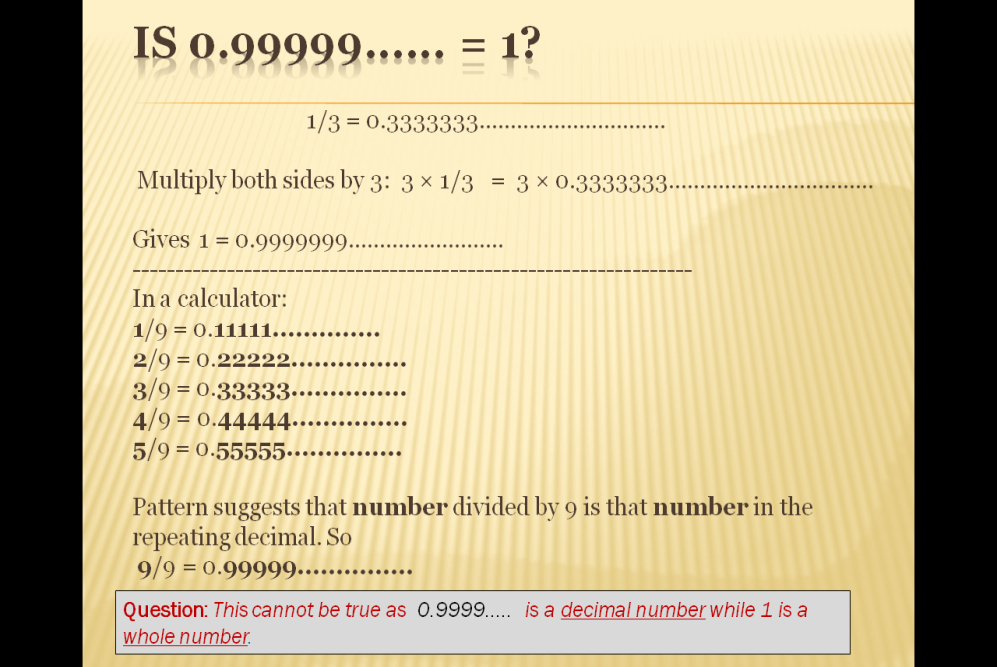 IS 0.99999...... = 1?
1/3 = 0.3333333.............................
Multiply both sides by 3:  3 × 1/3  =  3 × 0.3333333.................................
Gives 1 = 0.9999999.........................
-----------------------------------------------------------------
In a calculator:
1/9 = 0.11111..............
2/9 = 0.22222...............
3/9 = 0.33333...............
4/9 = 0.44444...............
5/9 = 0.55555...............
Pattern suggests that number divided by 9 is that number in the
repeating decimal. So
9/9 = 0.99999...............
Question: This cannot be true as 0.9999..... is a decimal number while 1 is a
whole number.